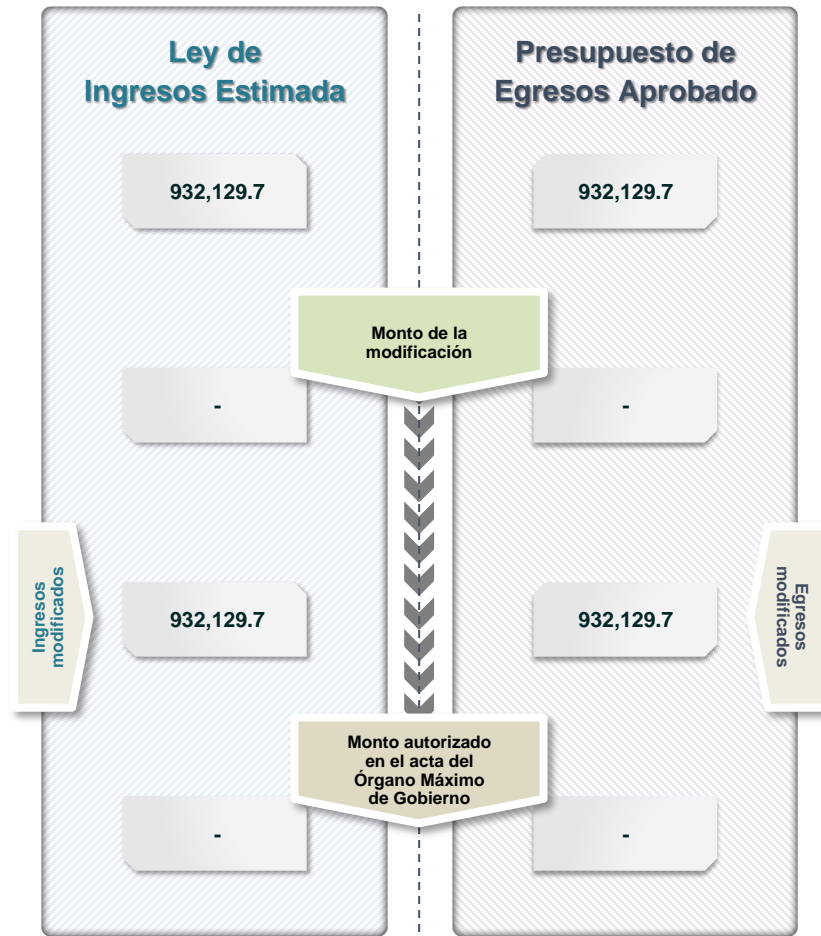 Ley de
Ingresos Estimada
Presupuesto de
Egresos Aprobado
932,129.7
932,129.7
Monto de la
modificación
-
-
Ingresos
modificados
932,129.7
932,129.7
Egresos
modificados
Monto autorizado
en el acta del
Órgano Máximo
de Gobierno
-
-